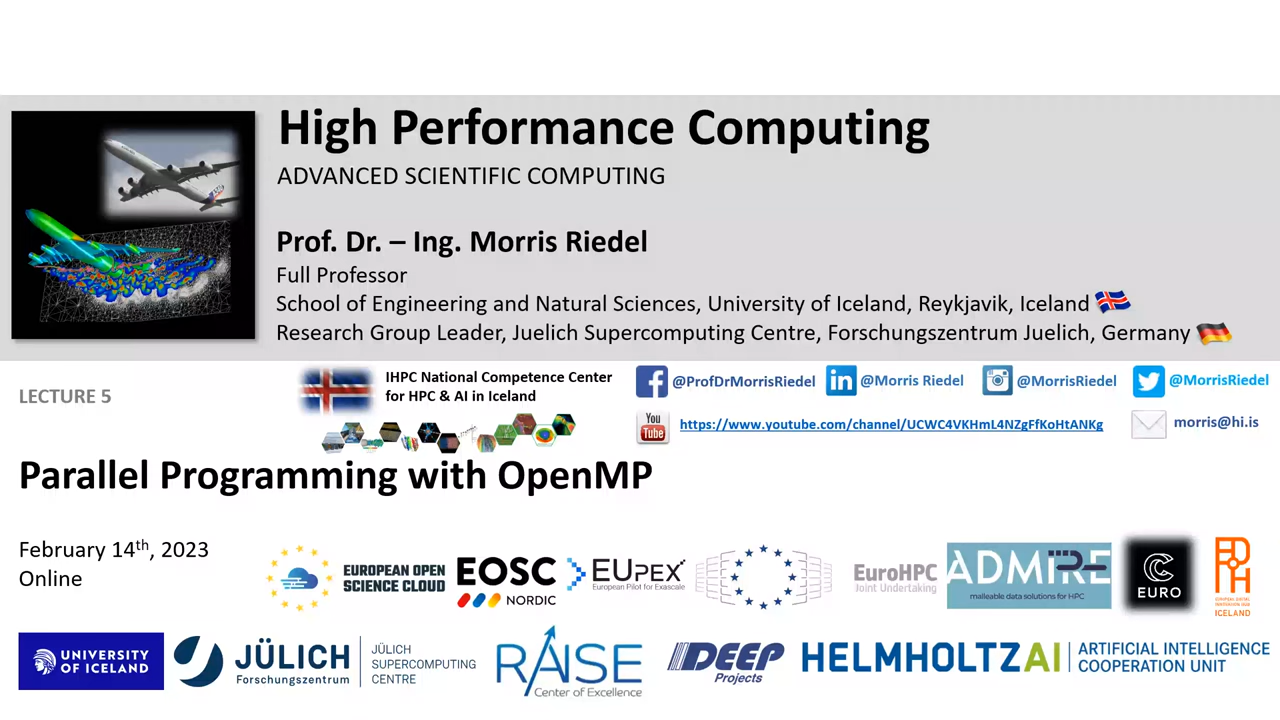 High Performance Computing
ADVANCED SCIENTIFIC COMPUTING
Prof. Dr. – Ing. Morris Riedel
Full Professor
School of Engineering and Natural Sciences, University of Iceland, Reykjavik, Iceland
Research Group Leader, Juelich Supercomputing Centre, Forschungszentrum Juelich, Germany
LECTURE 5
IHPC National Competence Center
for HPC & AI in Iceland
@ProfDrMorrisRiedel
@Morris Riedel
@MorrisRiedel
@MorrisRiedel
You
Tube
https://www.youtube.com/channel/UCWC4VKHmL4NZgFfKoHtANKg
morris@hi.is
Parallel Programming with OpenMP
February 14th, 2023
Online
EUROPEAN OPEN
SCIENCE CLOUD
EOSC
NORDIC
EUPEX
European Pilot for Exascale
EuroHPC
Joint Undertaking
ADMIRE
malleable data solutions for HPC
EURO
ICELAND
UNIVERSITY
OF ICELAND
JÜLICH
Forschungszentrum
JÜLICH
SUPERCOMPUTING
CENTRE
RAISE
Center of Excellence
DEEP
Projects
HELMHOLTZAI
ARTIFICIAL INTELLIGENCE
COOPERATION UNIT